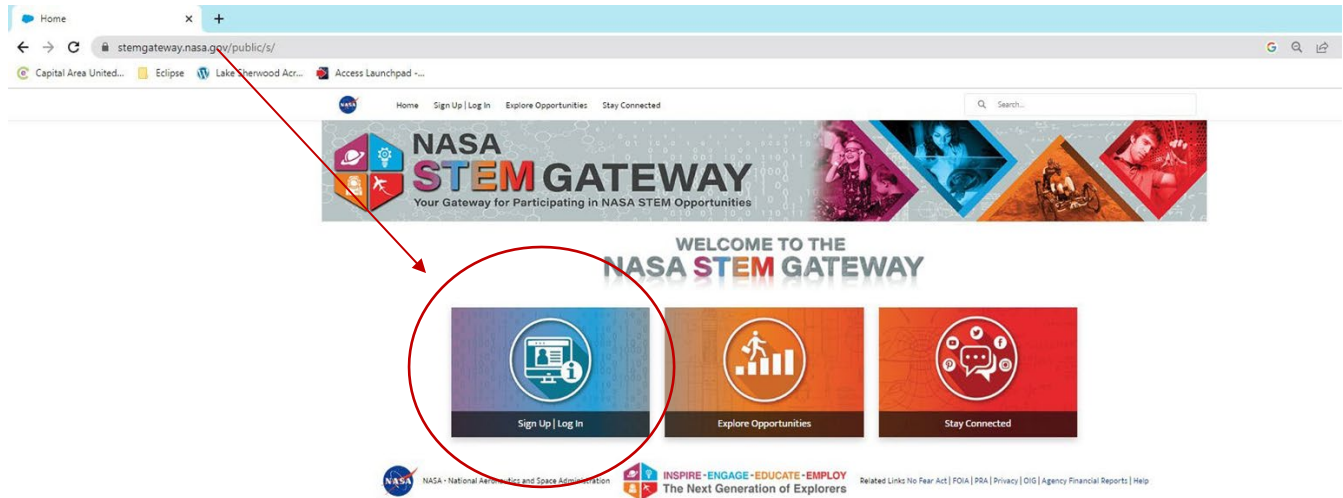 Home
stemgateway.nasa.gov/public/s/
Capital Area United... Eclipse Lake Sherwood Acr... Access Launchpad -...
NASA Home Sign Up | Log In Explore Opportunities Stay Connected Search...
NASA
STEM GATEWAY
Your Gateway for Participating in NASA STEM Opportunities
WELCOME TO THE
NASA STEM GATEWAY
Sign Up | Log In Explore Opportunities Stay Connected
NASA NASA - National Aeronautics and Space Administration
INSPIRE - ENGAGE - EDUCATE - EMPLOY
The Next Generation of Explorers
Related Links No Fear Act | FOIA | PRA | Privacy | OIG | Agency Financial Reports | Help